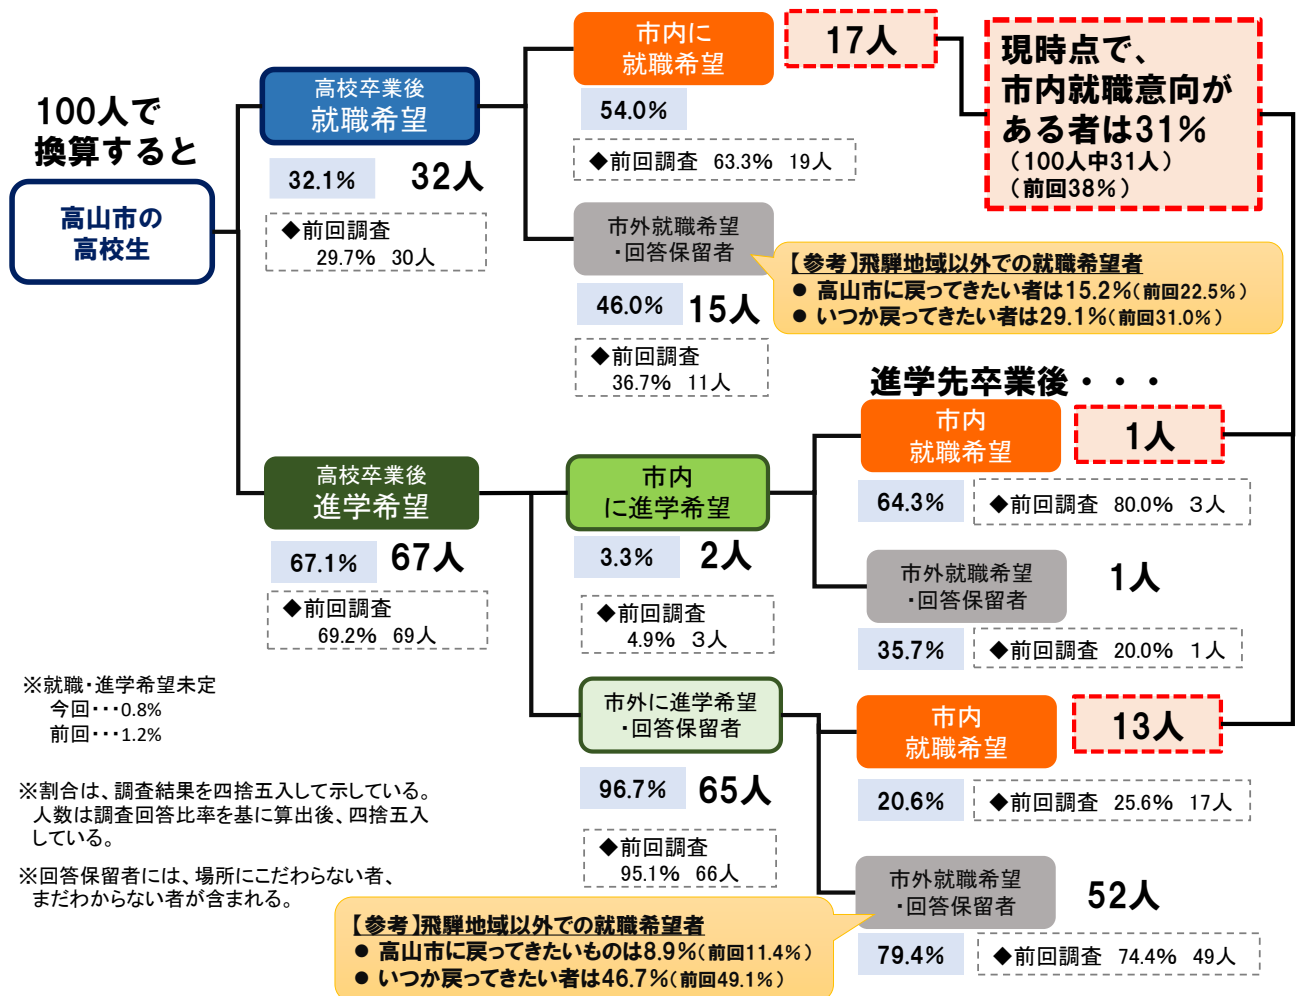 100人で
換算すると
高山市の
高校生
高校卒業後
就職希望
32.1%
32人
◆前回調査
29.7% 30人
市内に
就職希望
17人
54.0%
◆前回調査 63.3% 19人
市外就職希望
・回答保留者
46.0%
15人
◆前回調査
36.7% 11人
現時点で、
市内就職意向が
ある者は31%
(100人中31人)
(前回38%)
【参考】飛騨地域以外での就職希望者
● 高山市に戻ってきたい者は15.2%(前回22.5%)
● いつか戻ってきたい者は29.1%(前回31.0%)
進学先卒業後・・・
高校卒業後
進学希望
67.1%
67人
◆前回調査
69.2% 69人
市内
に進学希望
3.3%
2人
◆前回調査
4.9% 3人
市内
就職希望
1人
64.3%
◆前回調査 80.0% 3人
市外就職希望
・回答保留者
1人
35.7%
◆前回調査 20.0% 1人
市外に進学希望
・回答保留者
96.7%
65人
◆前回調査
95.1% 66人
市内
就職希望
13人
20.6%
◆前回調査 25.6% 17人
市外就職希望
・回答保留者
52人
79.4%
◆前回調査 74.4% 49人
【参考】飛騨地域以外での就職希望者
● 高山市に戻ってきたいものは8.9%(前回11.4%)
● いつか戻ってきたい者は46.7%(前回49.1%)
※就職・進学希望未定
今回・・・0.8%
前回・・・1.2%
※割合は、調査結果を四捨五入して示している。
人数は調査回答比率を基に算出後、四捨五入
している。
※回答保留者には、場所にこだわらない者、
まだわからない者が含まれる。